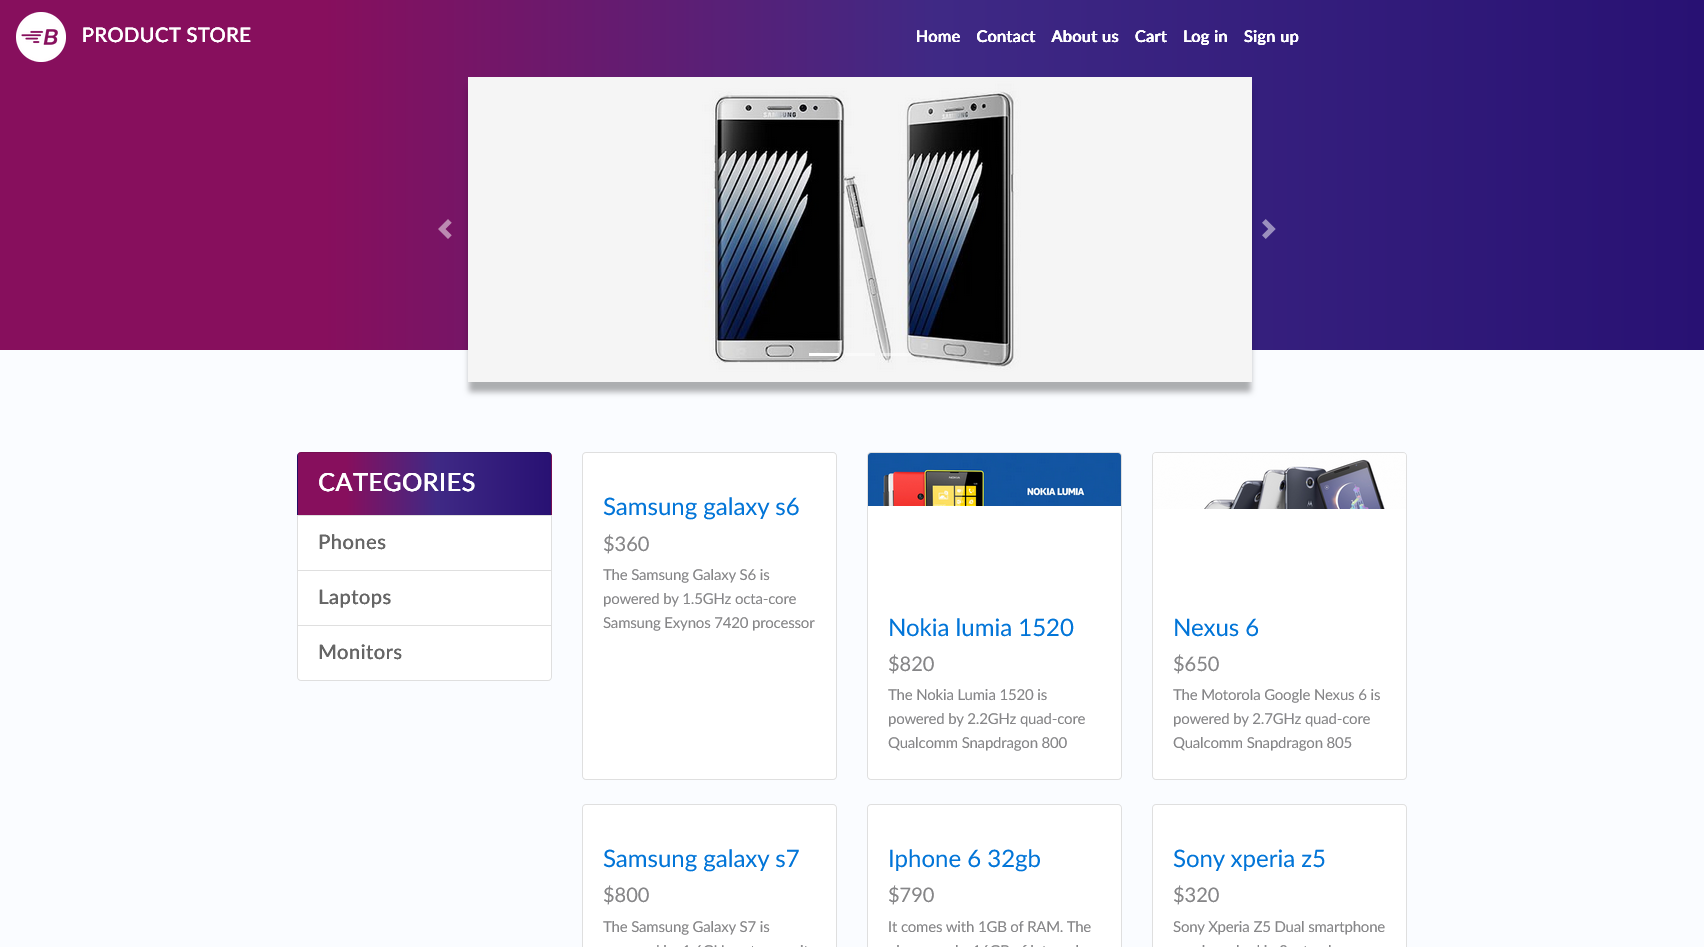 B PRODUCT STORE
Home Contact About us Cart Log in Sign up
SAMSUNG
SAMSUNG
CATEGORIES
Phones
Laptops
Monitors
Samsung galaxy s6
$360
The Samsung Galaxy S6 is
powered by 1.5GHz octa-core
Samsung Exynos 7420 processor
NOKIA LUMIA
Nokia lumia 1520
$820
The Nokia Lumia 1520 is
powered by 2.2GHz quad-core
Qualcomm Snapdragon 800
Nexus 6
$650
The Motorola Google Nexus 6 is
powered by 2.7GHz quad-core
Qualcomm Snapdragon 805
Samsung galaxy s7
$800
The Samsung Galaxy S7 is
Iphone 6 32gb
$790
It comes with 1GB of RAM. The
Sony xperia z5
$320
Sony Xperia Z5 Dual smartphone